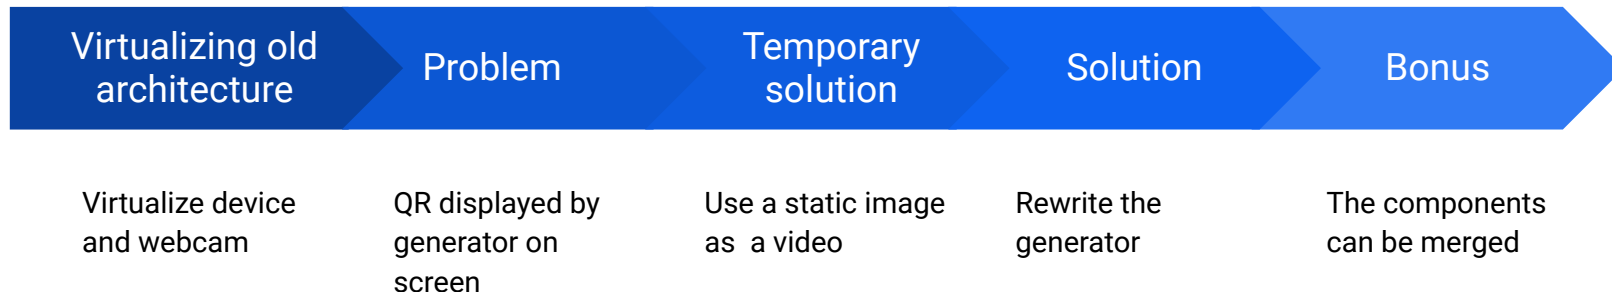 Virtualizing old
architecture
Problem
Temporary
solution
Solution
Bonus
Virtualize device
and webcam
QR displayed by
generator on
screen
Use a static image
as  a video
Rewrite the
generator
The components
can be merged